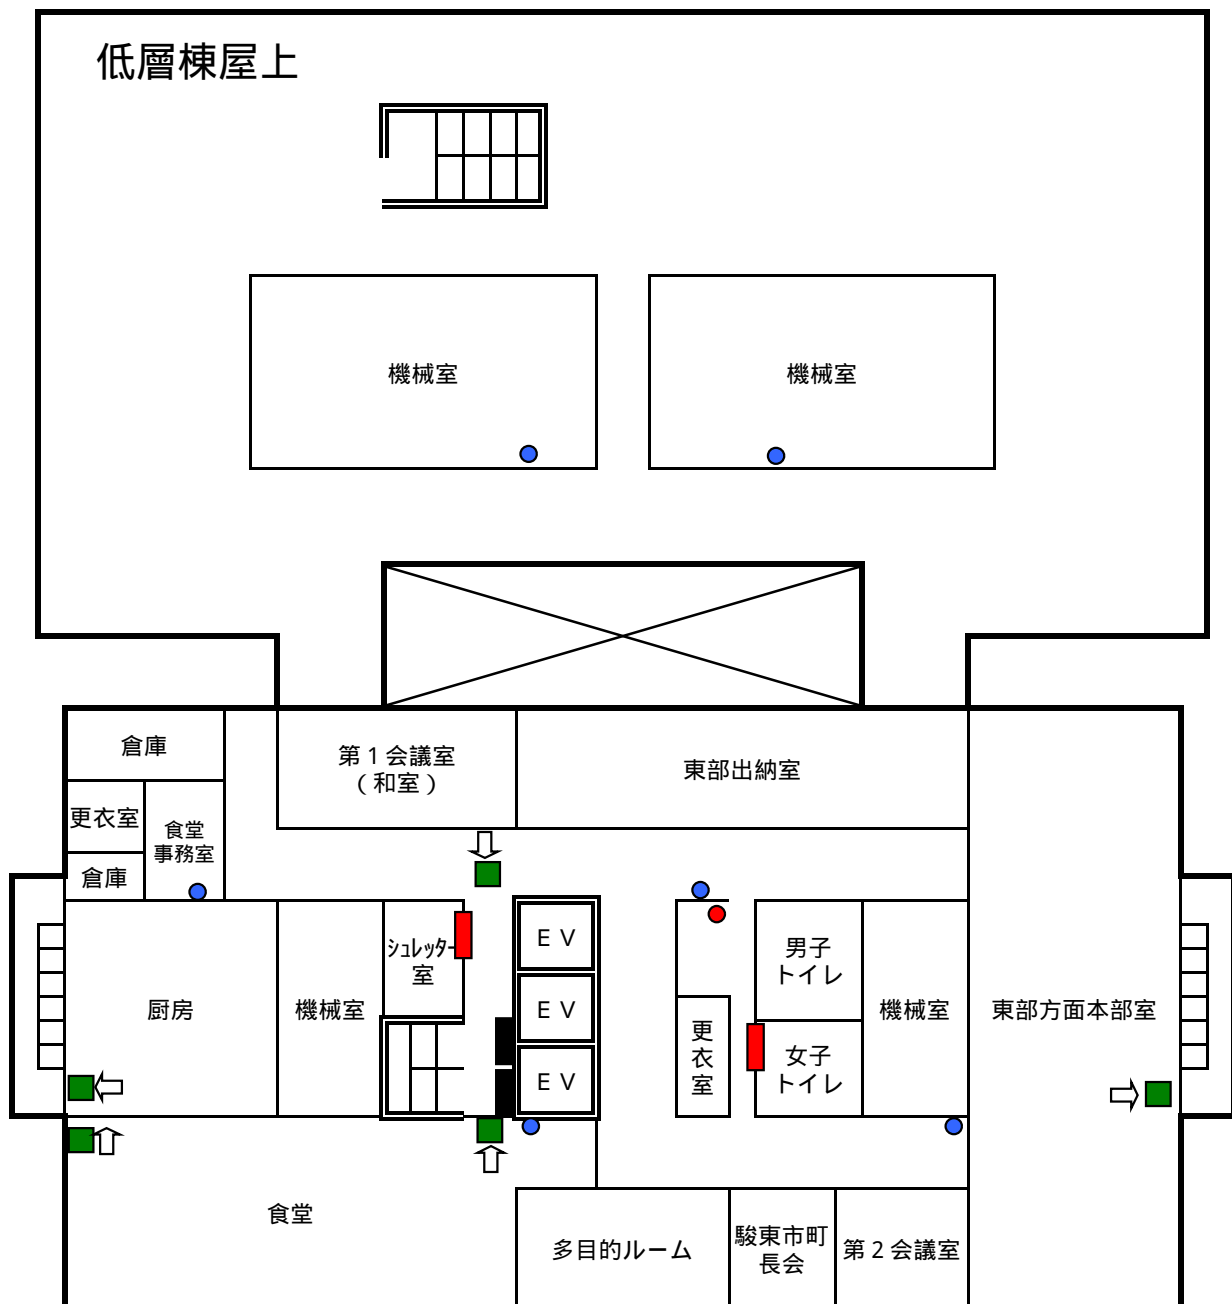 低層棟屋上
機械室
機械室
倉庫
第1会議室
(和室)
東部出納室
更衣室
食堂
事務室
倉庫
EV
ｼｭﾚｯﾀｰ
室
男子
トイレ
厨房
機械室
EV
更
衣
室
機械室
東部方面本部室
女子
トイレ
EV
食堂
多目的ルーム
駿東市町
長会
第2会議室